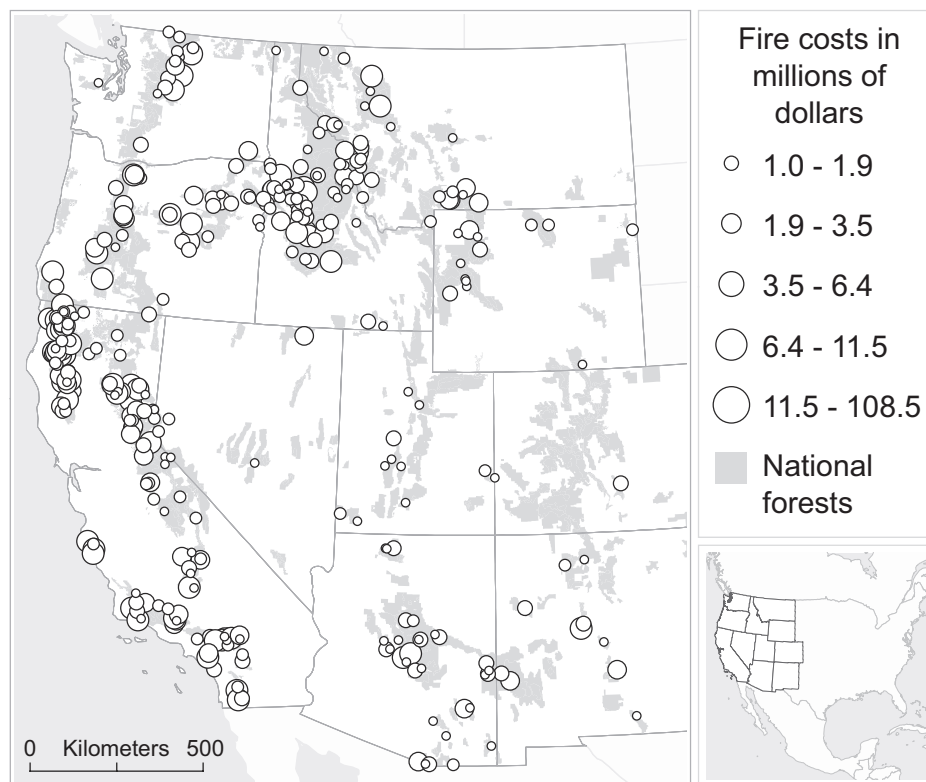 Fire costs in
millions of
dollars
1.0 - 1.9
1.9 - 3.5
3.5 - 6.4
6.4 - 11.5
11.5 - 108.5
National
forests
0 Kilometers 500